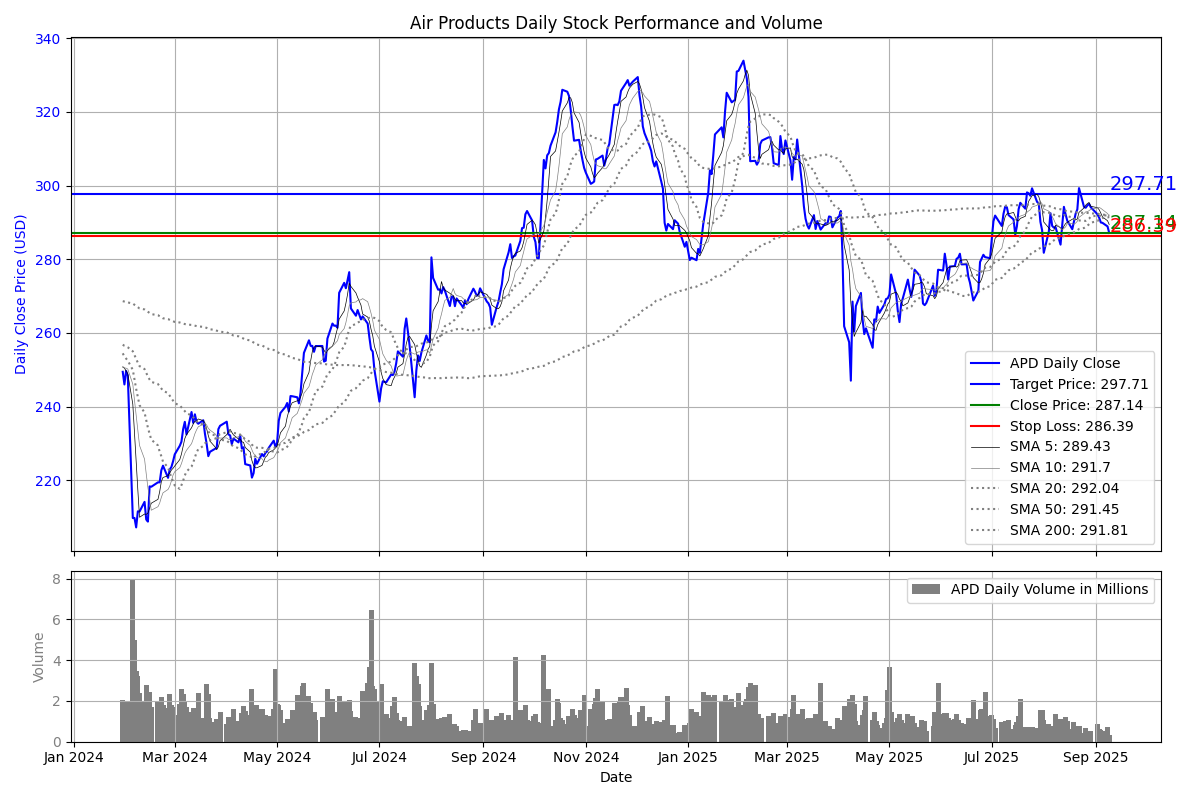 Air Products Daily Stock Performance and Volume
Daily Close Price (USD)
340
320
300
280
260
240
220
297.71
287.14
286.39
APD Daily Close
Target Price: 297.71
Close Price: 287.14
Stop Loss: 286.39
SMA 5: 289.43
SMA 10: 291.7
SMA 20: 292.04
SMA 50: 291.45
SMA 200: 291.81
Volume
8
6
4
2
0
APD Daily Volume in Millions
Jan 2024 Mar 2024 May 2024 Jul 2024 Sep 2024 Nov 2024 Jan 2025 Mar 2025 May 2025 Jul 2025 Sep 2025
Date